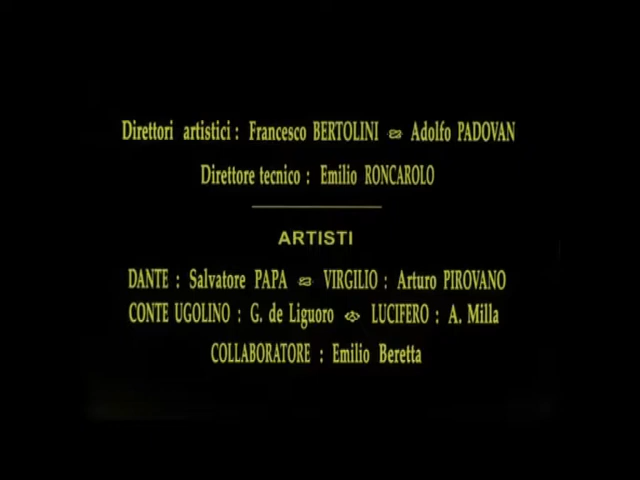 Direttori artistici : Francesco BERTOLINI Adolfo PADOVAN
Direttore tecnico : Emilio RONCAROLO
ARTISTI
DANTE : Salvatore PAPA VIRGILIO : Arturo PIROVANO
CONTE UGOLINO : G. de Liguoro LUCIFERO : A. Milla
COLLABORATORE : Emilio Beretta